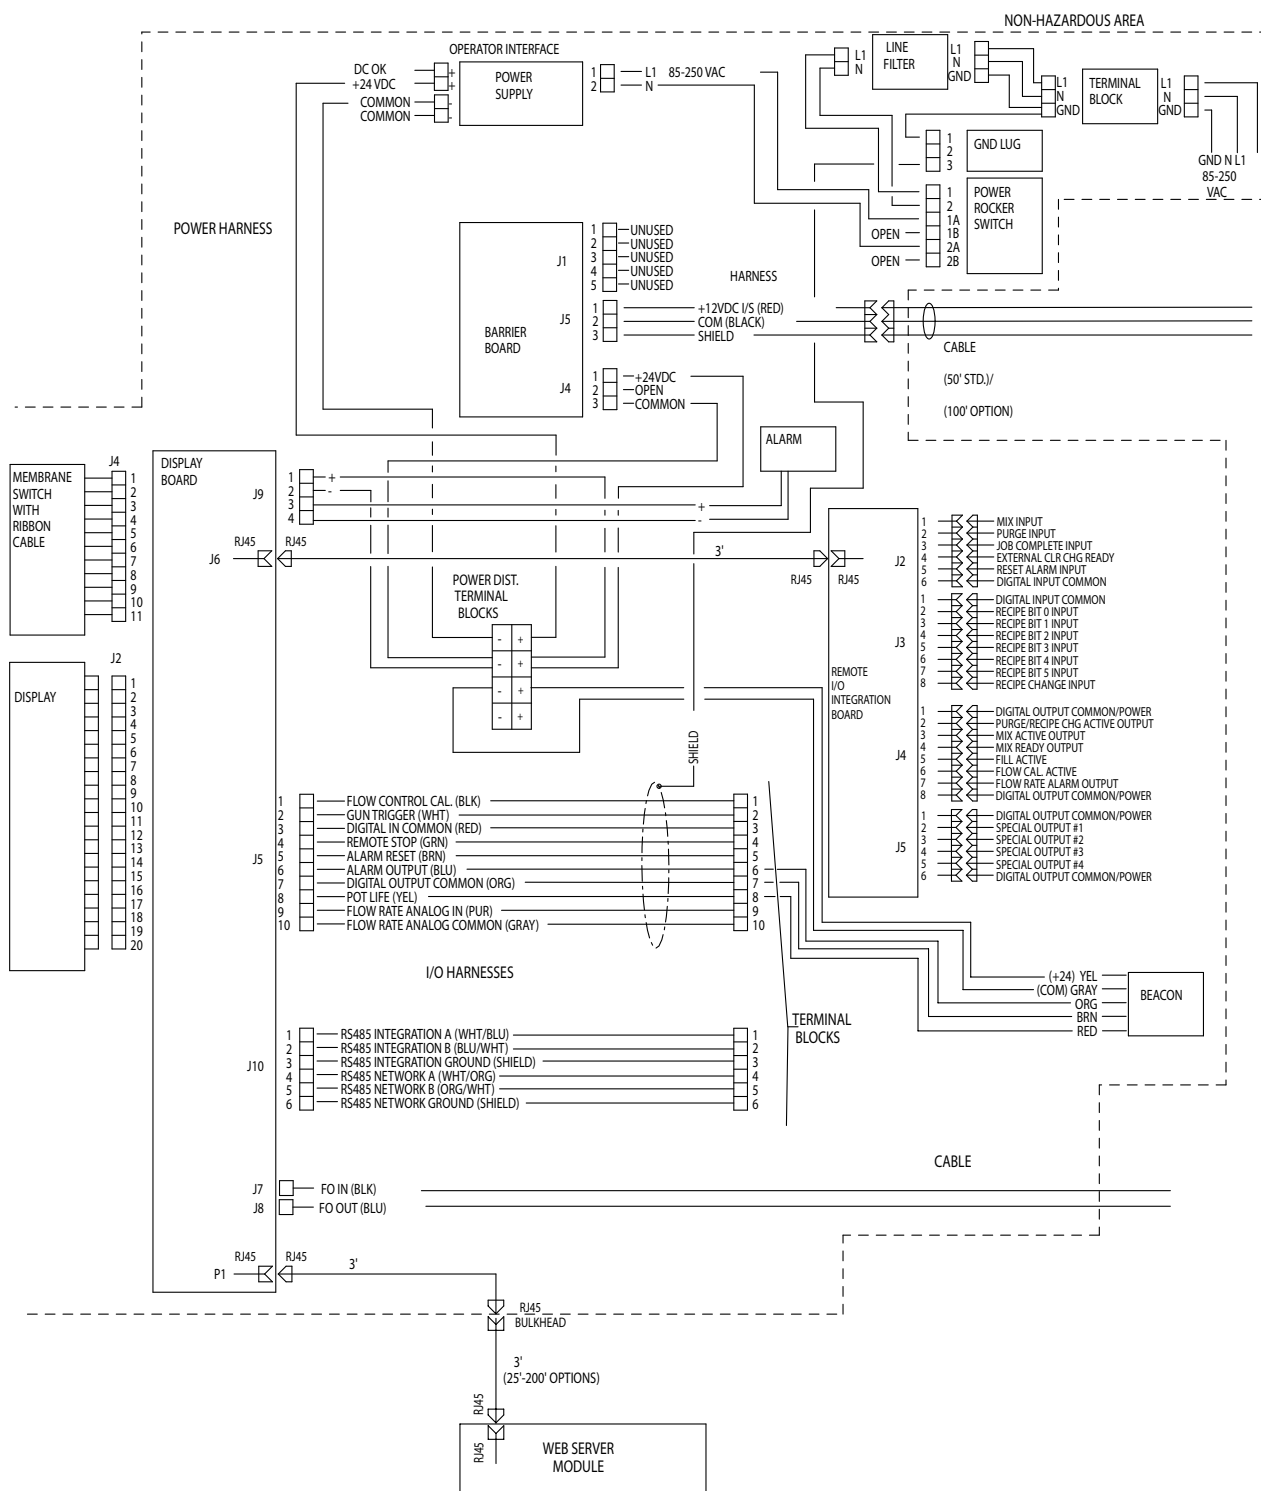 NON-HAZARDOUS AREA
OPERATOR INTERFACE
DC OK
+24 VDC
COMMON
COMMON
+
+
-
-
POWER
SUPPLY
1
2
L1 85-250 VAC
N
L1
N
LINE
FILTER
L1
N
GND
L1
N
GND
TERMINAL
BLOCK
L1
N
GND
GND N L1
85-250
VAC
1
2
3
GND LUG
1
2
1A
1B
2A
2B
OPEN
OPEN
POWER
ROCKER
SWITCH
POWER HARNESS
BARRIER
BOARD
J1
1 UNUSED
2 UNUSED
3 UNUSED
4 UNUSED
5 UNUSED
HARNESS
J5
1 +12VDC I/S (RED)
2 COM (BLACK)
3 SHIELD
J4
1 +24VDC
2 OPEN
3 COMMON
CABLE
(50' STD.)/
(100' OPTION)
ALARM
MEMBRANE
SWITCH
WITH
RIBBON
CABLE
J4
1
2
3
4
5
6
7
8
9
10
11
DISPLAY
BOARD
J9
1 +
2 -
3 +
4 -
J6
RJ45 RJ45
3'
RJ45 RJ45
POWER DIST.
TERMINAL
BLOCKS
- +
- +
- +
- +
SHIELD
DISPLAY
J2
1
2
3
4
5
6
7
8
9
10
11
12
13
14
15
16
17
18
19
20
REMOTE
I/O
INTEGRATION
BOARD
J2
1 MIX INPUT
2 PURGE INPUT
3 JOB COMPLETE INPUT
4 EXTERNAL CLR CHG READY
5 RESET ALARM INPUT
6 DIGITAL INPUT COMMON
J3
1 DIGITAL INPUT COMMON
2 RECIPE BIT 0 INPUT
3 RECIPE BIT 1 INPUT
4 RECIPE BIT 2 INPUT
5 RECIPE BIT 3 INPUT
6 RECIPE BIT 4 INPUT
7 RECIPE BIT 5 INPUT
8 RECIPE CHANGE INPUT
J4
1 DIGITAL OUTPUT COMMON/POWER
2 PURGE/RECIPE CHG ACTIVE OUTPUT
3 MIX ACTIVE OUTPUT
4 MIX READY OUTPUT
5 FILL ACTIVE
6 FLOW CAL. ACTIVE
7 FLOW RATE ALARM OUTPUT
8 DIGITAL OUTPUT COMMON/POWER
J5
1 DIGITAL OUTPUT COMMON/POWER
2 SPECIAL OUTPUT #1
3 SPECIAL OUTPUT #2
4 SPECIAL OUTPUT #3
5 SPECIAL OUTPUT #4
6 DIGITAL OUTPUT COMMON/POWER
J5
1 FLOW CONTROL CAL. (BLK) 1
2 GUN TRIGGER (WHT) 2
3 DIGITAL IN COMMON (RED) 3
4 REMOTE STOP (GRN) 4
5 ALARM RESET (BRN) 5
6 ALARM OUTPUT (BLU) 6
7 DIGITAL OUTPUT COMMON (ORG) 7
8 POT LIFE (YEL) 8
9 FLOW RATE ANALOG IN (PUR) 9
10 FLOW RATE ANALOG COMMON (GRAY) 10
I/O HARNESSES
(+24) YEL
(COM) GRAY
ORG
BRN
RED
BEACON
TERMINAL
BLOCKS
J10
1 RS485 INTEGRATION A (WHT/BLU) 1
2 RS485 INTEGRATION B (BLU/WHT) 2
3 RS485 INTEGRATION GROUND (SHIELD) 3
4 RS485 NETWORK A (WHT/ORG) 4
5 RS485 NETWORK B (ORG/WHT) 5
6 RS485 NETWORK GROUND (SHIELD) 6
CABLE
J7 FO IN (BLK)
J8 FO OUT (BLU)
P1
RJ45 RJ45
3'
RJ45
BULKHEAD
3'
(25'-200' OPTIONS)
RJ45
RJ45
WEB SERVER
MODULE